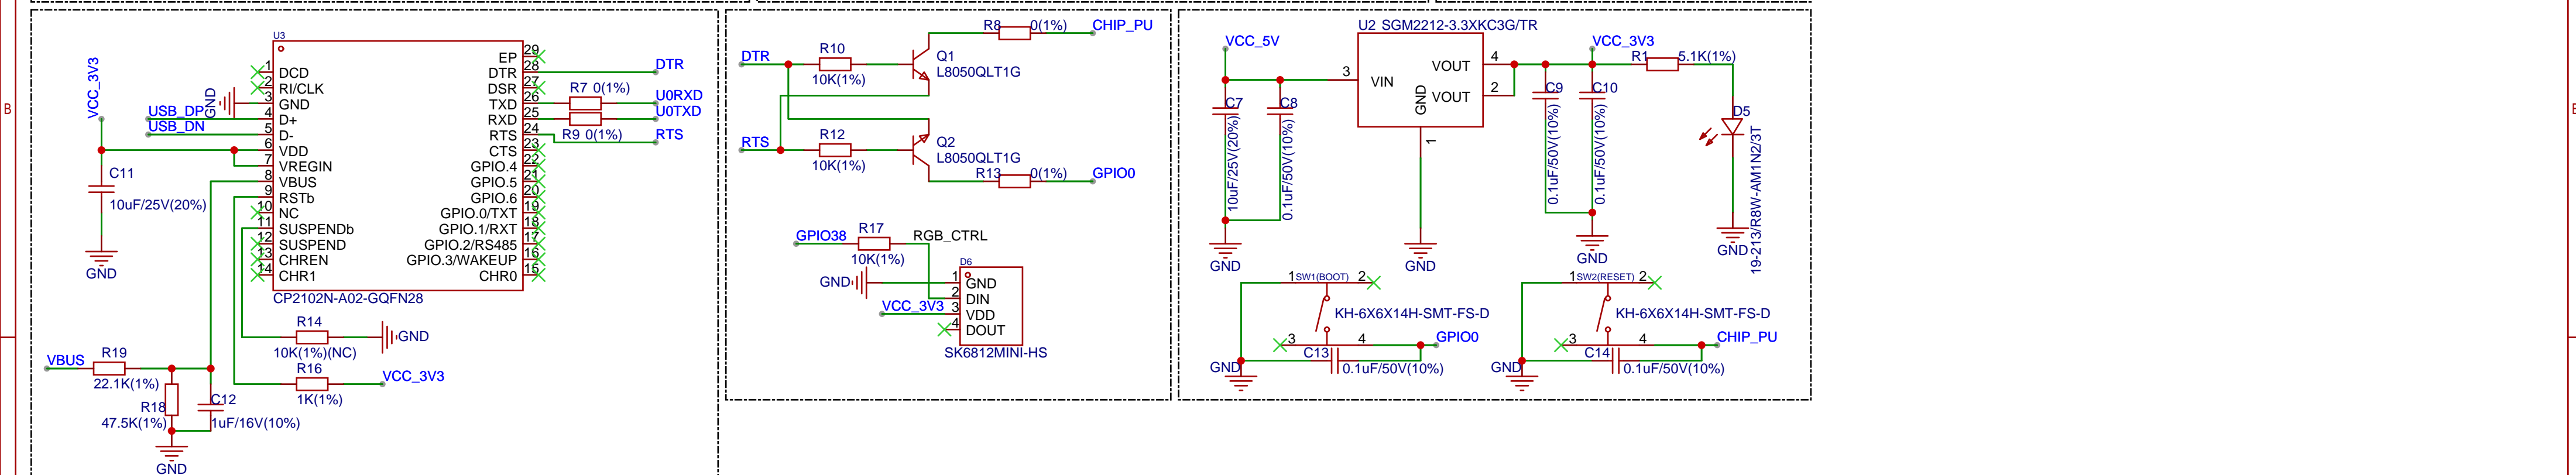 B
U3
VCC_3V3
GND
USB_DP
USB_DN
1 DCD
2 RI/CLK
3 GND
4 D+
5 D-
6 VDD
7 VREGIN
8 VBUS
9 RSTb
10 NC
11 SUSPENDb
12 SUSPEND
13 CHREN
14 CHR1
EP 29
DTR 28
DSR 27
TXD 26
RXD 25
RTS 24
CTS 23
GPIO.4 22
GPIO.5 21
GPIO.6 20
GPIO.0/TXT 19
GPIO.1/RXT 18
GPIO.2/RS485 17
GPIO.3/WAKEUP 16
CHR0 15
CP2102N-A02-GQFN28
DTR
R7 0(1%)
U0RXD
U0TXD
R9 0(1%)
RTS
C11
10uF/25V(20%)
GND
R14
GND
10K(1%)(NC)
R16
VCC_3V3
1K(1%)
VBUS
R19
22.1K(1%)
R18
47.5K(1%)
C12
1uF/16V(10%)
GND
R8 0(1%)
CHIP_PU
DTR
R10
10K(1%)
Q1
L8050QLT1G
RTS
R12
10K(1%)
Q2
L8050QLT1G
R13 0(1%)
GPIO0
GPIO38
R17
10K(1%)
RGB_CTRL
D6
GND
VCC_3V3
1 GND
2 DIN
3 VDD
4 DOUT
SK6812MINI-HS
U2 SGM2212-3.3XKC3G/TR
VCC_5V
3 VIN
VOUT 4
VOUT 2
GND
1
C7
10uF/25V(20%)
C8
0.1uF/50V(10%)
GND
GND
VCC_3V3
C9
0.1uF/50V(10%)
C10
0.1uF/50V(10%)
GND
R1
5.1K(1%)
D5
19-213/R8W-AM1N2/3T
GND
1 SW1(BOOT) 2
KH-6X6X14H-SMT-FS-D
3 4
GPIO0
C13
0.1uF/50V(10%)
GND
1 SW2(RESET) 2
KH-6X6X14H-SMT-FS-D
3 4
CHIP_PU
C14
0.1uF/50V(10%)
GND